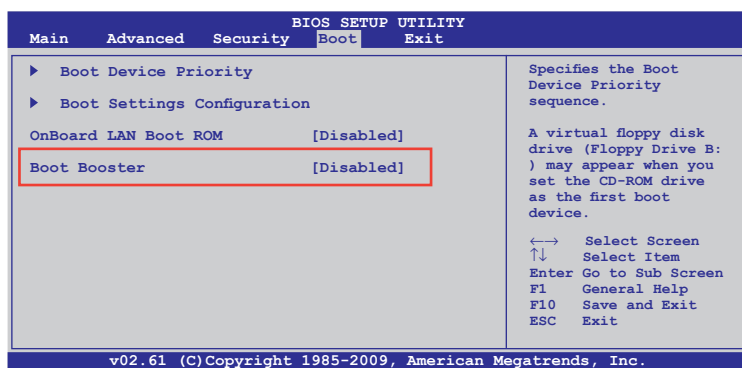 BIOS SETUP UTILITY
Main Advanced Security Boot Exit
Boot Device Priority
Boot Settings Configuration
OnBoard LAN Boot ROM [Disabled]
Boot Booster [Disabled]
Specifies the Boot
Device Priority
sequence.
A virtual floppy disk
drive (Floppy Drive B:
) may appear when you
set the CD-ROM drive
as the first boot
device.
←→ Select Screen
↑↓ Select Item
Enter Go to Sub Screen
F1 General Help
F10 Save and Exit
ESC Exit
v02.61 (C)Copyright 1985-2009, American Megatrends, Inc.